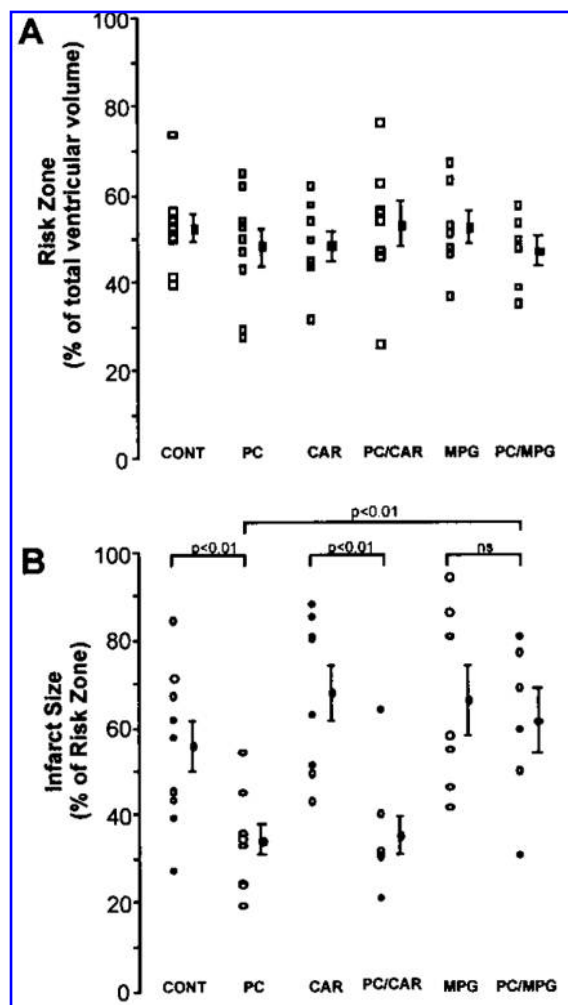 A
Risk Zone
(% of total ventricular volume)
100
80
60
40
20
0
CONT PC CAR PC/CAR MPG PC/MPG
B
Infarct Size
(% of Risk Zone)
p<0.01
p<0.01 p<0.01 ns
100
80
60
40
20
0
CONT PC CAR PC/CAR MPG PC/MPG